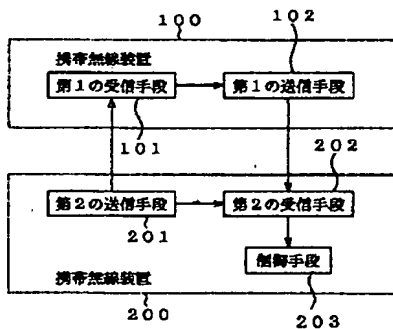 100
102
携帯無線装置
第1の受信手段
第1の送信手段
101
202
第2の送信手段
第2の受信手段
201
制御手段
携帯無線装置
200
203